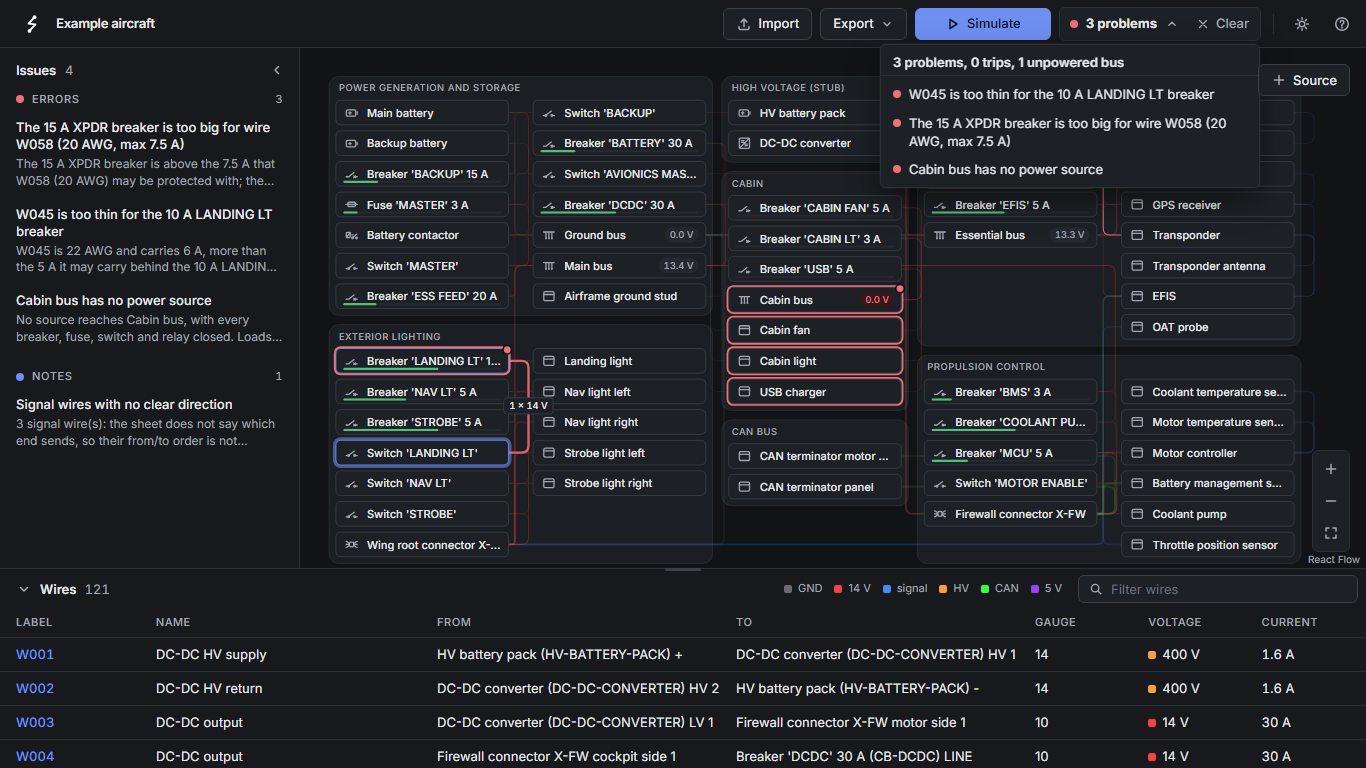 Example aircraft
Import
Export
Simulate
3 problems
Clear
Issues 4
ERRORS 3
The 15 A XPDR breaker is too big for wire
W058 (20 AWG, max 7.5 A)
The 15 A XPDR breaker is above the 7.5 A that
W058 (20 AWG) may be protected with; the...
W045 is too thin for the 10 A LANDING LT
breaker
W045 is 22 AWG and carries 6 A, more than
the 5 A it may carry behind the 10 A LANDIN...
Cabin bus has no power source
No source reaches Cabin bus, with every
breaker, fuse, switch and relay closed. Loads...
NOTES 1
Signal wires with no clear direction
3 signal wire(s): the sheet does not say which
end sends, so their from/to order is not...
POWER GENERATION AND STORAGE
Main battery
Backup battery
Breaker 'BACKUP' 15 A
Fuse 'MASTER' 3 A
Battery contactor
Switch 'MASTER'
Breaker 'ESS FEED' 20 A
Switch 'BACKUP'
Breaker 'BATTERY' 30 A
Switch 'AVIONICS MAS...
Breaker 'DCDC' 30 A
Ground bus 0.0 V
Main bus 13.4 V
Airframe ground stud
EXTERIOR LIGHTING
Breaker 'LANDING LT' 1...
Breaker 'NAV LT' 5 A
Breaker 'STROBE' 5 A
Switch 'LANDING LT'
Switch 'NAV LT'
Switch 'STROBE'
Wing root connector X-...
1 × 14 V
Landing light
Nav light left
Nav light right
Strobe light left
Strobe light right
HIGH VOLTAGE (STUB)
HV battery pack
DC-DC converter
CABIN
Breaker 'CABIN FAN' 5 A
Breaker 'CABIN LT' 3 A
Breaker 'USB' 5 A
Cabin bus 0.0 V
Cabin fan
Cabin light
USB charger
CAN BUS
CAN terminator motor ...
CAN terminator panel
3 problems, 0 trips, 1 unpowered bus
W045 is too thin for the 10 A LANDING LT breaker
The 15 A XPDR breaker is too big for wire W058 (20
AWG, max 7.5 A)
Cabin bus has no power source
Source
Breaker 'EFIS' 5 A
Essential bus 13.3 V
GPS receiver
Transponder
Transponder antenna
EFIS
OAT probe
PROPULSION CONTROL
Breaker 'BMS' 3 A
Breaker 'COOLANT PU...
Breaker 'MCU' 5 A
Switch 'MOTOR ENABLE'
Firewall connector X-FW
Coolant temperature se...
Motor temperature sen...
Motor controller
Battery management s...
Coolant pump
Throttle position sensor
React Flow
Wires 121
GND 14 V signal HV CAN 5 V
Filter wires
LABEL NAME FROM TO GAUGE VOLTAGE CURRENT
W001 DC-DC HV supply HV battery pack (HV-BATTERY-PACK) + DC-DC converter (DC-DC-CONVERTER) HV 1 14 400 V 1.6 A
W002 DC-DC HV return DC-DC converter (DC-DC-CONVERTER) HV 2 HV battery pack (HV-BATTERY-PACK) - 14 400 V 1.6 A
W003 DC-DC output DC-DC converter (DC-DC-CONVERTER) LV 1 Firewall connector X-FW motor side 1 10 14 V 30 A
W004 DC-DC output Firewall connector X-FW cockpit side 1 Breaker 'DCDC' 30 A (CB-DCDC) LINE 10 14 V 30 A